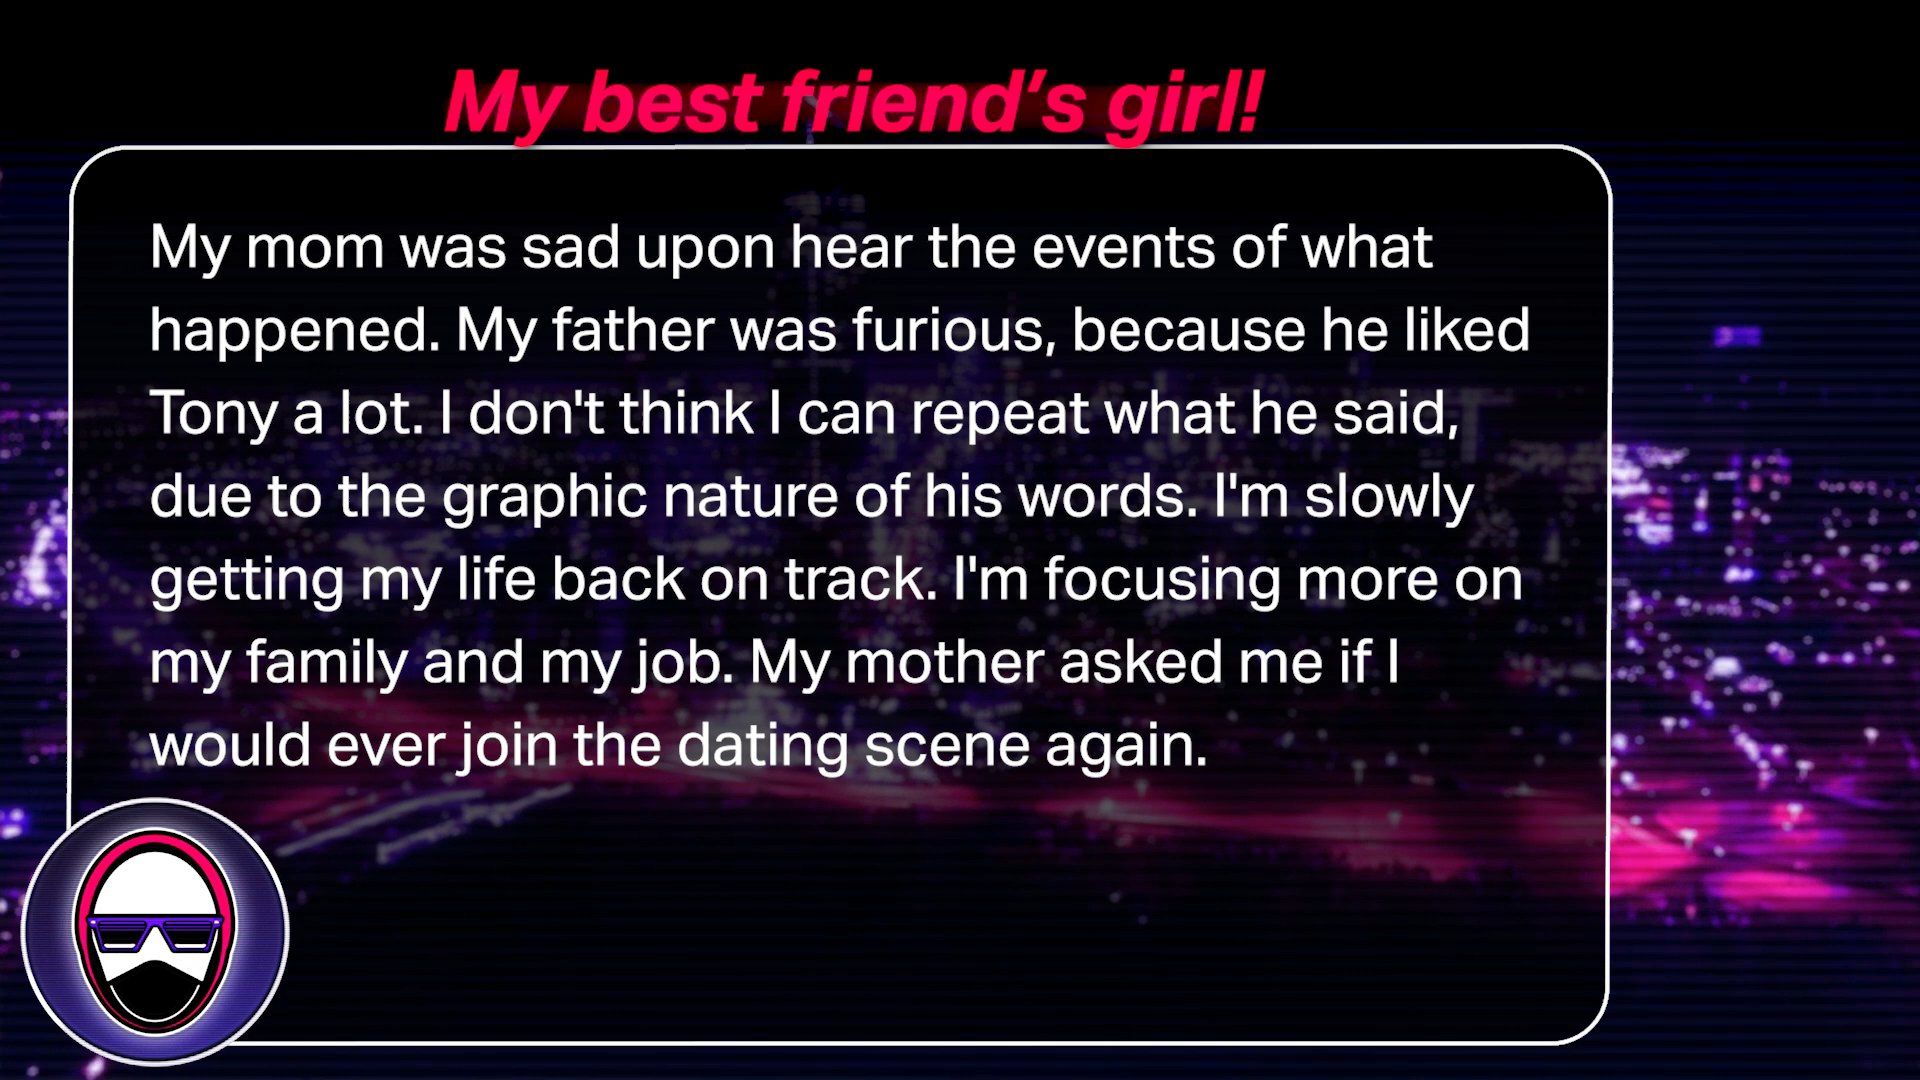 My best friend’s girl!
My mom was sad upon hear the events of what
happened. My father was furious, because he liked
Tony a lot. I don't think I can repeat what he said,
due to the graphic nature of his words. I'm slowly
getting my life back on track. I'm focusing more on
my family and my job. My mother asked me if I
would ever join the dating scene again.